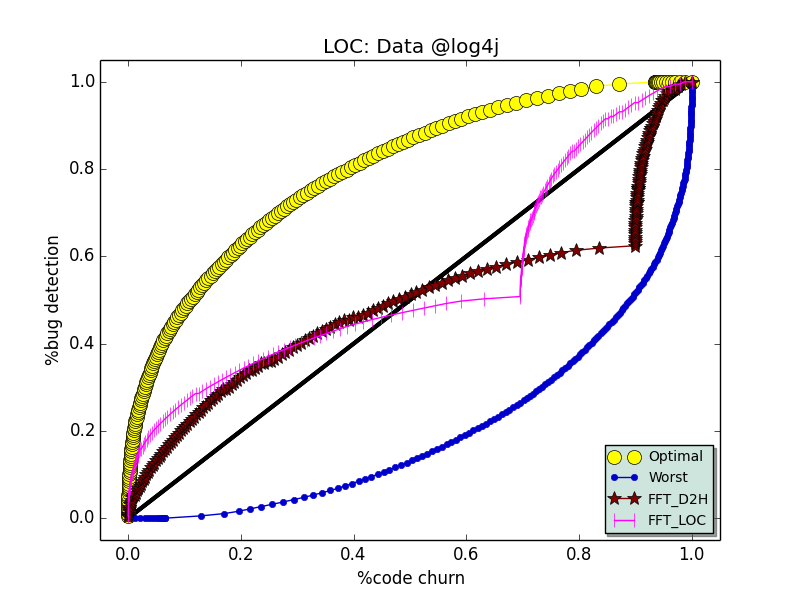 LOC: Data @log4j
%bug detection
1.0
0.8
0.6
0.4
0.2
0.0
0.0 0.2 0.4 0.6 0.8 1.0
%code churn
Optimal
Worst
FFT_D2H
FFT_LOC